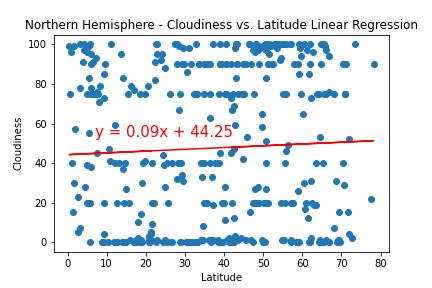 Northern Hemisphere - Cloudiness vs. Latitude Linear Regression
100
80
60
40
20
0
Cloudiness
y = 0.09x + 44.25
0 10 20 30 40 50 60 70 80
Latitude